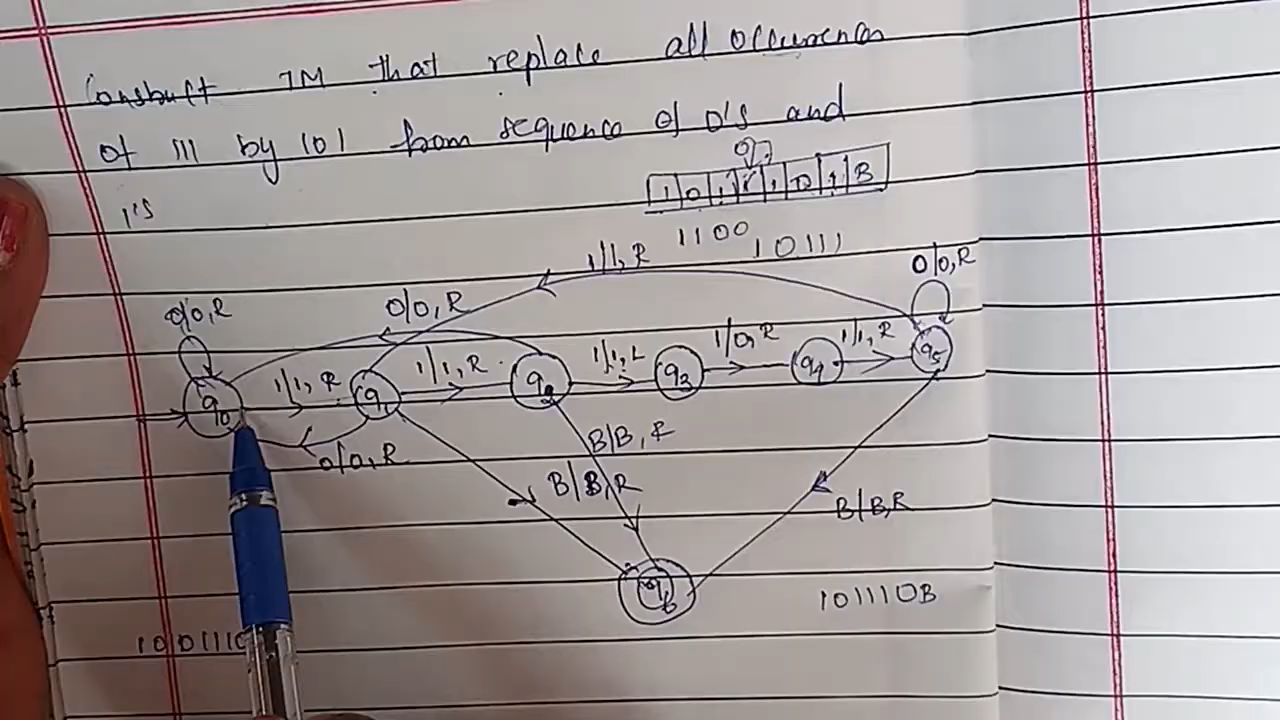 Construct TM that replace all occurrences
of 111 by 101 from sequence of 0's and
1's
1 0 1 1 1 0 1 B
1100
10111
1/1, R
0/0, R
0/0, R
0/0, R
1/1, R
1/1, R
1/1, L
1/0, R
1/1, R
q0
q1
q2
q3
q4
q5
0/0, R
B/B, R
B/B, R
B/B, R
q6
101110B